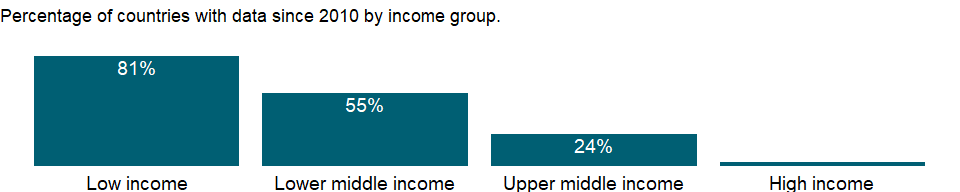 Percentage of countries with data since 2010 by income group.
81%
55%
24%
Low income
Lower middle income
Upper middle income
High income